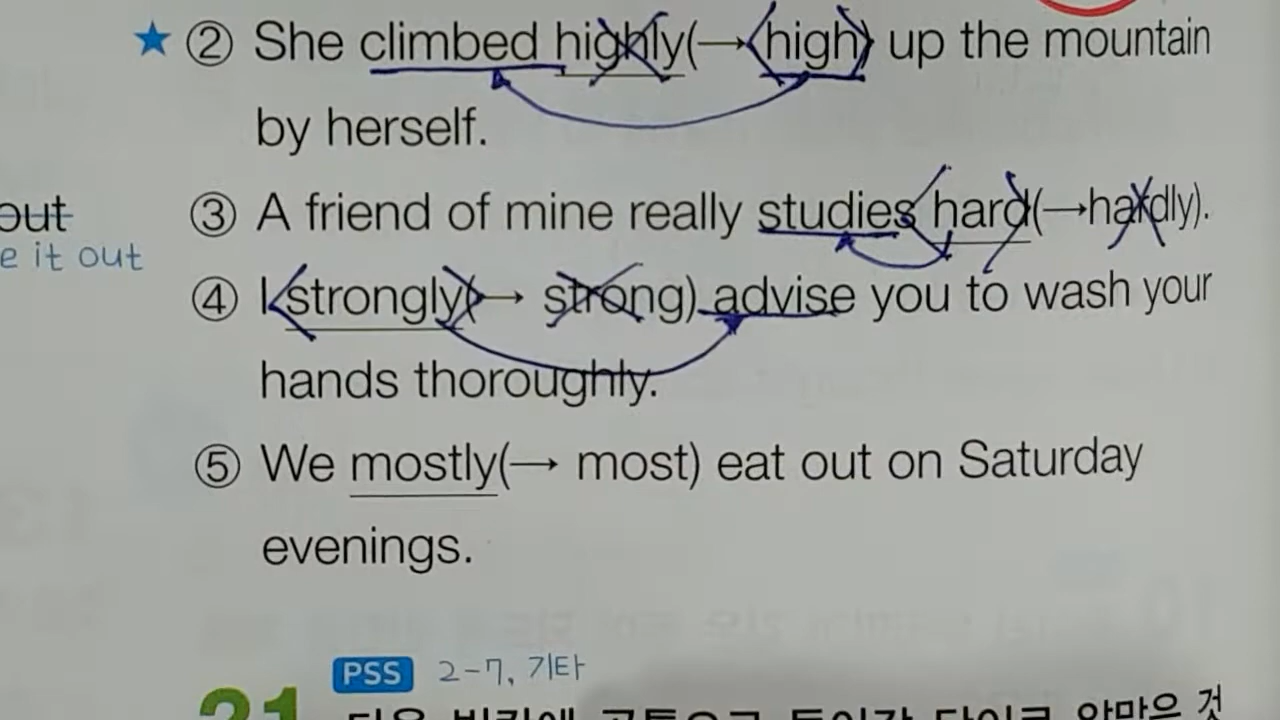 ★ ② She climbed highly(→ high) up the mountain
by herself.
out
③ A friend of mine really studies hard(→hardly).
e it out
④ I strongly(→ strong) advise you to wash your
hands thoroughly.
⑤ We mostly(→ most) eat out on Saturday
evenings.
PSS 2-7, 기타
21